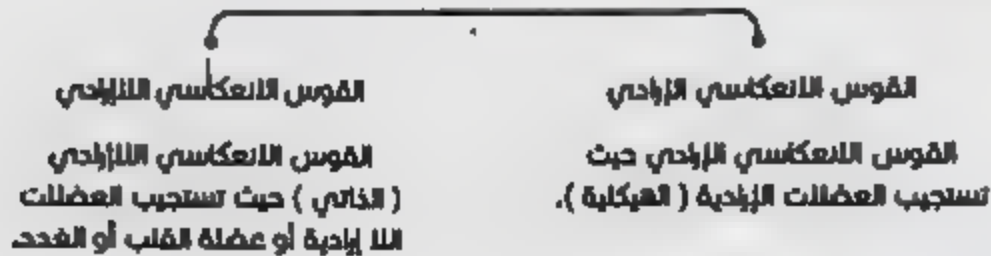 القوس الانعكاسي الإرادي
القوس الانعكاسي الإرادي حيث
تستجيب العضلات الإرادية ( الهيكلية ).
القوس الانعكاسي اللاإرادي
القوس الانعكاسي اللاإرادي
( الذاتي ) حيث تستجيب العضلات
اللا إرادية أو عضلة القلب أو الغدد.